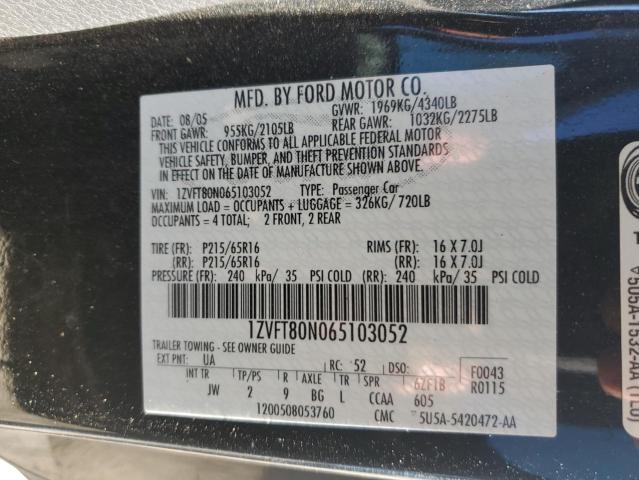 MFD. BY FORD MOTOR CO.
DATE: 08/05 GVWR: 1969KG/4340LB
FRONT GAWR: 955KG/2105LB REAR GAWR: 1032KG/2275LB
THIS VEHICLE CONFORMS TO ALL APPLICABLE FEDERAL MOTOR
VEHICLE SAFETY, BUMPER, AND THEFT PREVENTION STANDARDS
IN EFFECT ON THE DATE OF MANUFACTURE SHOWN ABOVE.
VIN: 1ZVFT80N065103052 TYPE: Passenger Car
MAXIMUM LOAD = OCCUPANTS + LUGGAGE = 326KG/720LB
OCCUPANTS = 4 TOTAL; 2 FRONT, 2 REAR
TIRE (FR): P215/65R16 RIMS (FR): 16 X 7.0J
(RR): P215/65R16 (RR): 16 X 7.0J
PRESSURE (FR): 240 kPa/ 35 PSI COLD (RR): 240 kPa/ 35 PSI COLD
1ZVFT80N065103052
TRAILER TOWING - SEE OWNER GUIDE
EXT PNT: UA RC: 52 DSO: F0043
INT TR TP/PS R AXLE TR SPR 6ZF1B R0115
JW 2 9 BG L CCAA 605
1200508053760 CMC 5U5A-5420472-AA